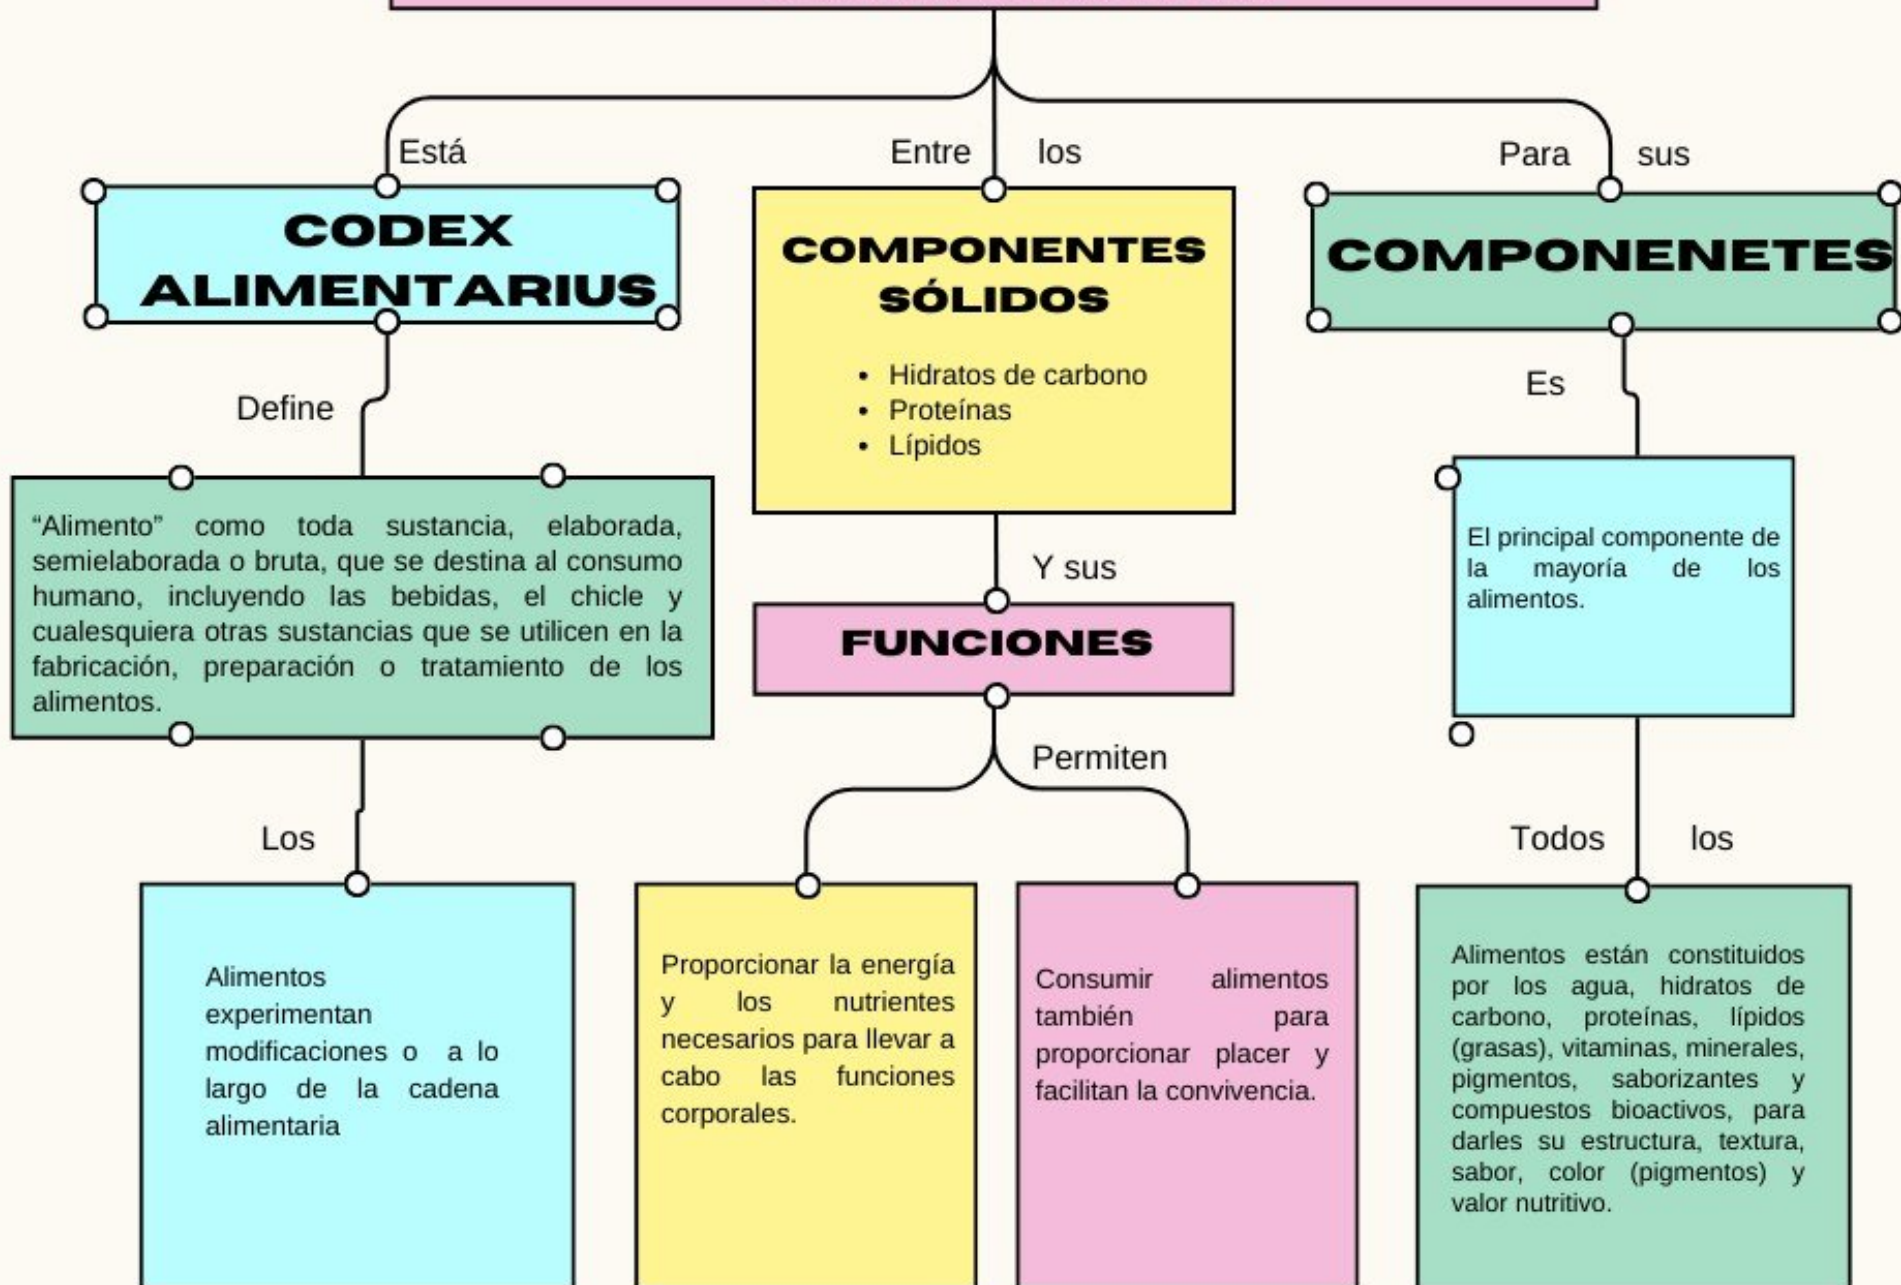 Está
Entre los
Para sus
CODEX
ALIMENTARIUS
COMPONENTES
SÓLIDOS
• Hidratos de carbono
• Proteínas
• Lípidos
COMPONENETES
Define
Es
“Alimento” como toda sustancia, elaborada,
semielaborada o bruta, que se destina al consumo
humano, incluyendo las bebidas, el chicle y
cualesquiera otras sustancias que se utilicen en la
fabricación, preparación o tratamiento de los
alimentos.
Y sus
FUNCIONES
El principal componente de
la mayoría de los
alimentos.
Permiten
Los
Todos los
Alimentos
experimentan
modificaciones o a lo
largo de la cadena
alimentaria
Proporcionar la energía
y los nutrientes
necesarios para llevar a
cabo las funciones
corporales.
Consumir alimentos
también para
proporcionar placer y
facilitan la convivencia.
Alimentos están constituidos
por los agua, hidratos de
carbono, proteínas, lípidos
(grasas), vitaminas, minerales,
pigmentos, saborizantes y
compuestos bioactivos, para
darles su estructura, textura,
sabor, color (pigmentos) y
valor nutritivo.